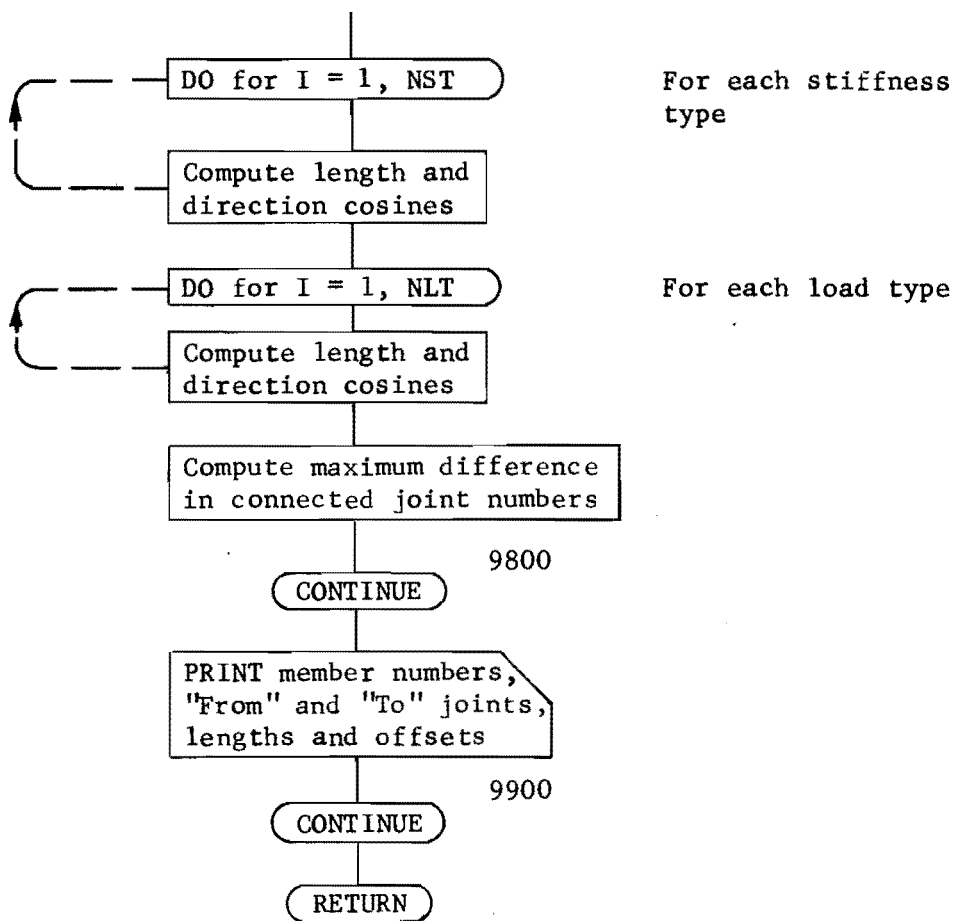 DO for I = 1, NST
For each stiffness
type
Compute length and
direction cosines
DO for I = 1, NLT
For each load type
Compute length and
direction cosines
Compute maximum difference
in connected joint numbers
9800
CONTINUE
PRINT member numbers,
"From" and "To" joints,
lengths and offsets
9900
CONTINUE
RETURN